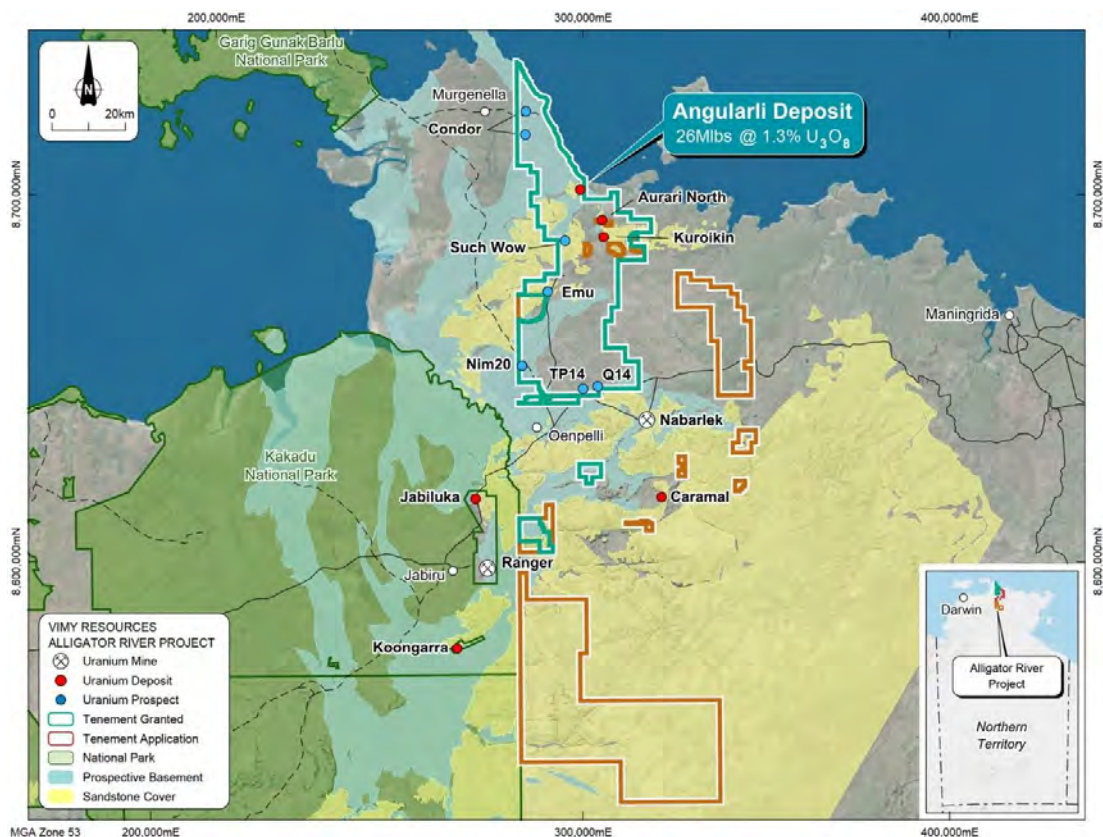 200,000mE
300,000mE
400,000mE
Garig Gunak Barlu
National Park
N
0 20km
Murgenella
Condor
Angularli Deposit
26Mlbs @ 1.3% U₃O₈
8,700,000mN
8,700,000mN
Aurari North
Kuroikin
Such Wow
Emu
Maningrida
Nim20
TP14
Q14
Nabarlek
Oenpelli
Kakadu
National Park
Jabiluka
Caramal
Ranger
Jabiru
8,600,000mN
8,600,000mN
Koongarra
VIMY RESOURCES
ALLIGATOR RIVER PROJECT
Uranium Mine
Uranium Deposit
Uranium Prospect
Tenement Granted
Tenement Application
National Park
Prospective Basement
Sandstone Cover
Darwin
Alligator River
Project
Northern
Territory
MGA Zone 53
200,000mE
300,000mE
400,000mE